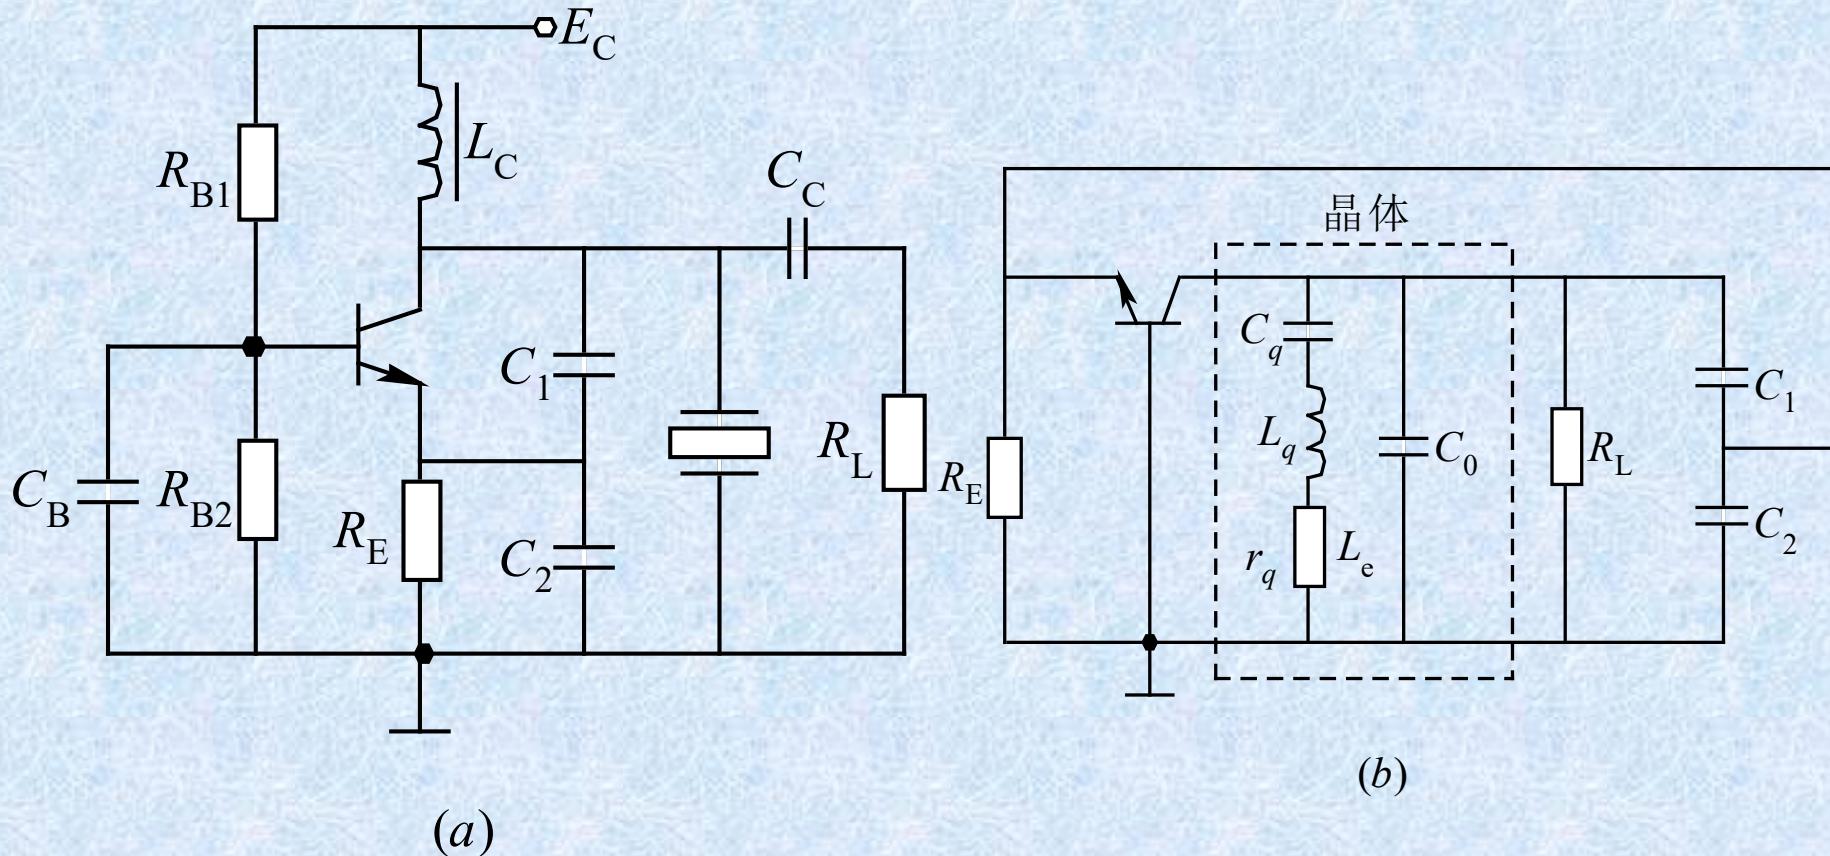 E_C
R_B1
L_C
C_C
晶体
C_1
C_q
C_1
L_q
C_0
R_L
R_L
C_B
R_B2
R_E
R_E
C_2
r_q
L_e
C_2
(b)
(a)